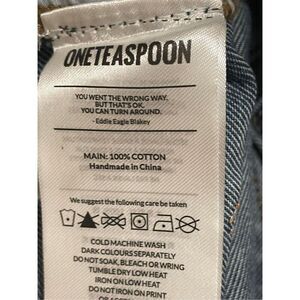 ONETEASPOON
YOU WENT THE WRONG WAY.
BUT THAT'S OK.
YOU CAN TURN AROUND.
- Eddie Eagle Blakey
MAIN: 100% COTTON
Handmade in China
We suggest the following care be taken
COLD MACHINE WASH
DARK COLOURS SEPARATELY
DO NOT SOAK, BLEACH OR WRING
TUMBLE DRY LOW HEAT
IRON ON LOW HEAT
DO NOT IRON ON PRINT